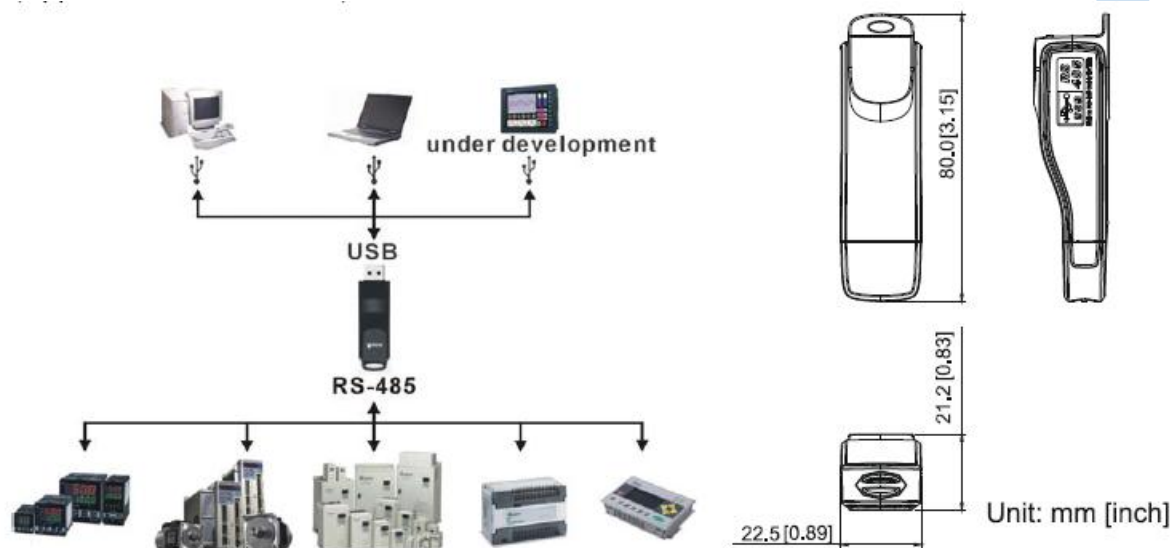 under development
USB
RS-485
80.0[3.15]
21.2 [0.83]
22.5[0.89]
Unit: mm [inch]